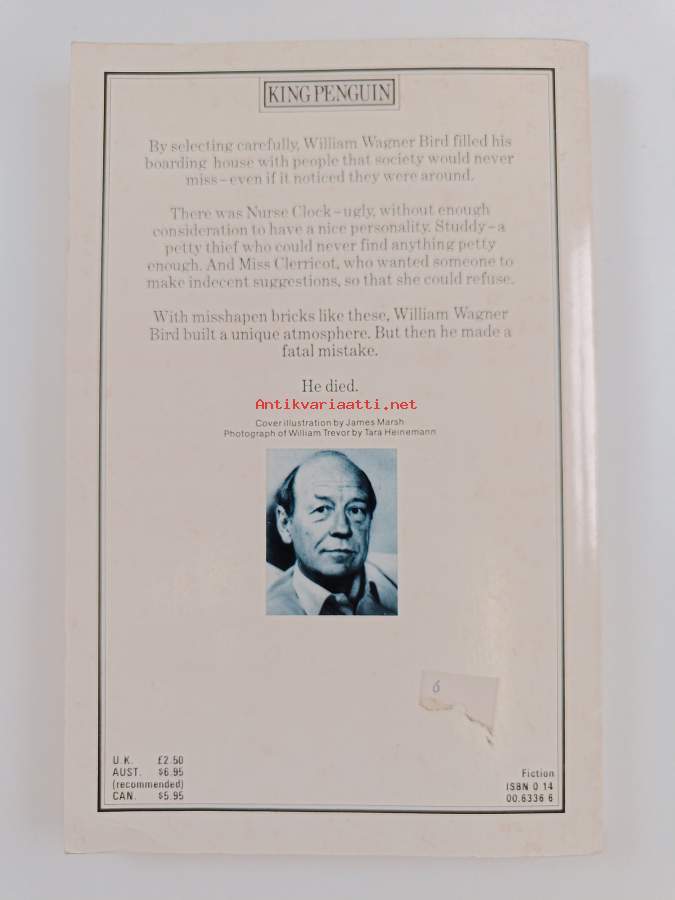 KING PENGUIN
By selecting carefully, William Wagner Bird filled his
boarding house with people that society would never
miss – even if it noticed they were around.
There was Nurse Clock – ugly, without enough
consideration to have a nice personality. Studdy – a
petty thief who could never find anything petty
enough. And Miss Clerricot, who wanted someone to
make indecent suggestions, so that she could refuse.
With misshapen bricks like these, William Wagner
Bird built a unique atmosphere. But then he made a
fatal mistake.
He died.
Antikvariaatti.net
Cover illustration by James Marsh
Photograph of William Trevor by Tara Heinemann
6
U.K. £2.50
AUST. $6.95
(recommended)
CAN. $5.95
Fiction
ISBN 0 14
00.6336 6